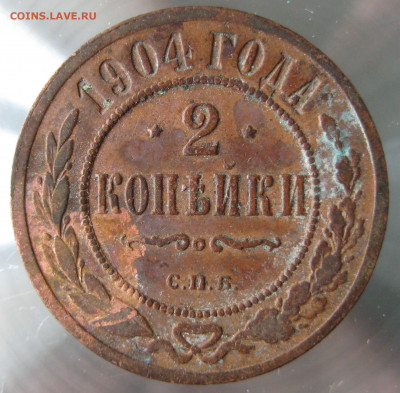 COINS.LAVE.RU
1904 ГОДА
2
КОПѢЙКИ
С.П.Б.